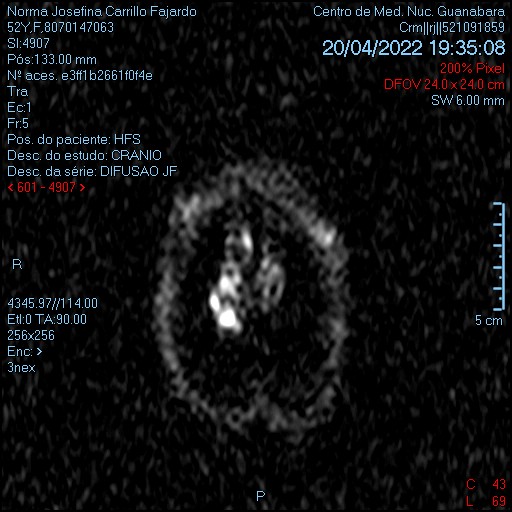 Norma Josefina Carrillo Fajardo
52Y,F,8070147063
SI:4907
Pós:133.00 mm
Nº aces. e3ff1b2661f0f4e
Tra
Ec:1
Fr:5
Pos. do paciente: HFS
Desc. do estudo: CRANIO
Desc. da série: DIFUSAO JF
< 601 - 4907 >
Centro de Med. Nuc. Guanabara
Crm||rj||521091859
20/04/2022 19:35:08
200% Pixel
DFOV 24.0 x 24.0 cm
SW 6.00 mm
R
5 cm
4345.97//114.00
Etl:0 TA:90.00
256x256
Enc: >
3nex
P
C 43
L 69